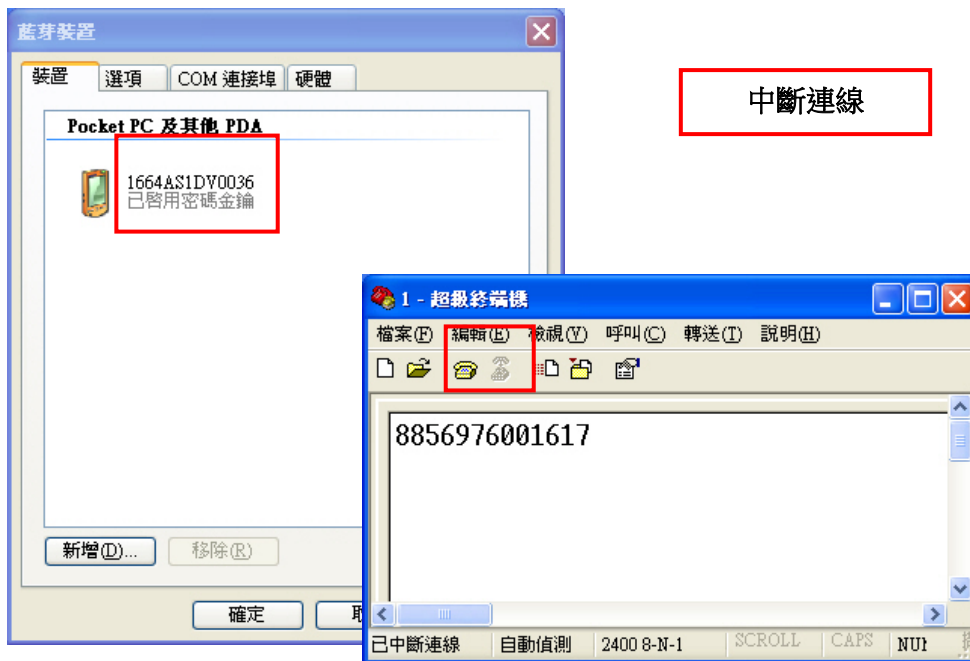 藍芽裝置
裝置 選項 COM 連接埠 硬體
Pocket PC 及其他 PDA
1664AS1DV0036
已啓用密碼金鑰
中斷連線
1 - 超級終端機
檔案(F) 編輯(E) 檢視(V) 呼叫(C) 轉送(T) 說明(H)
8856976001617
新增(D)... 移除(R)
確定
已中斷連線 自動偵測 2400 8-N-1 SCROLL CAPS